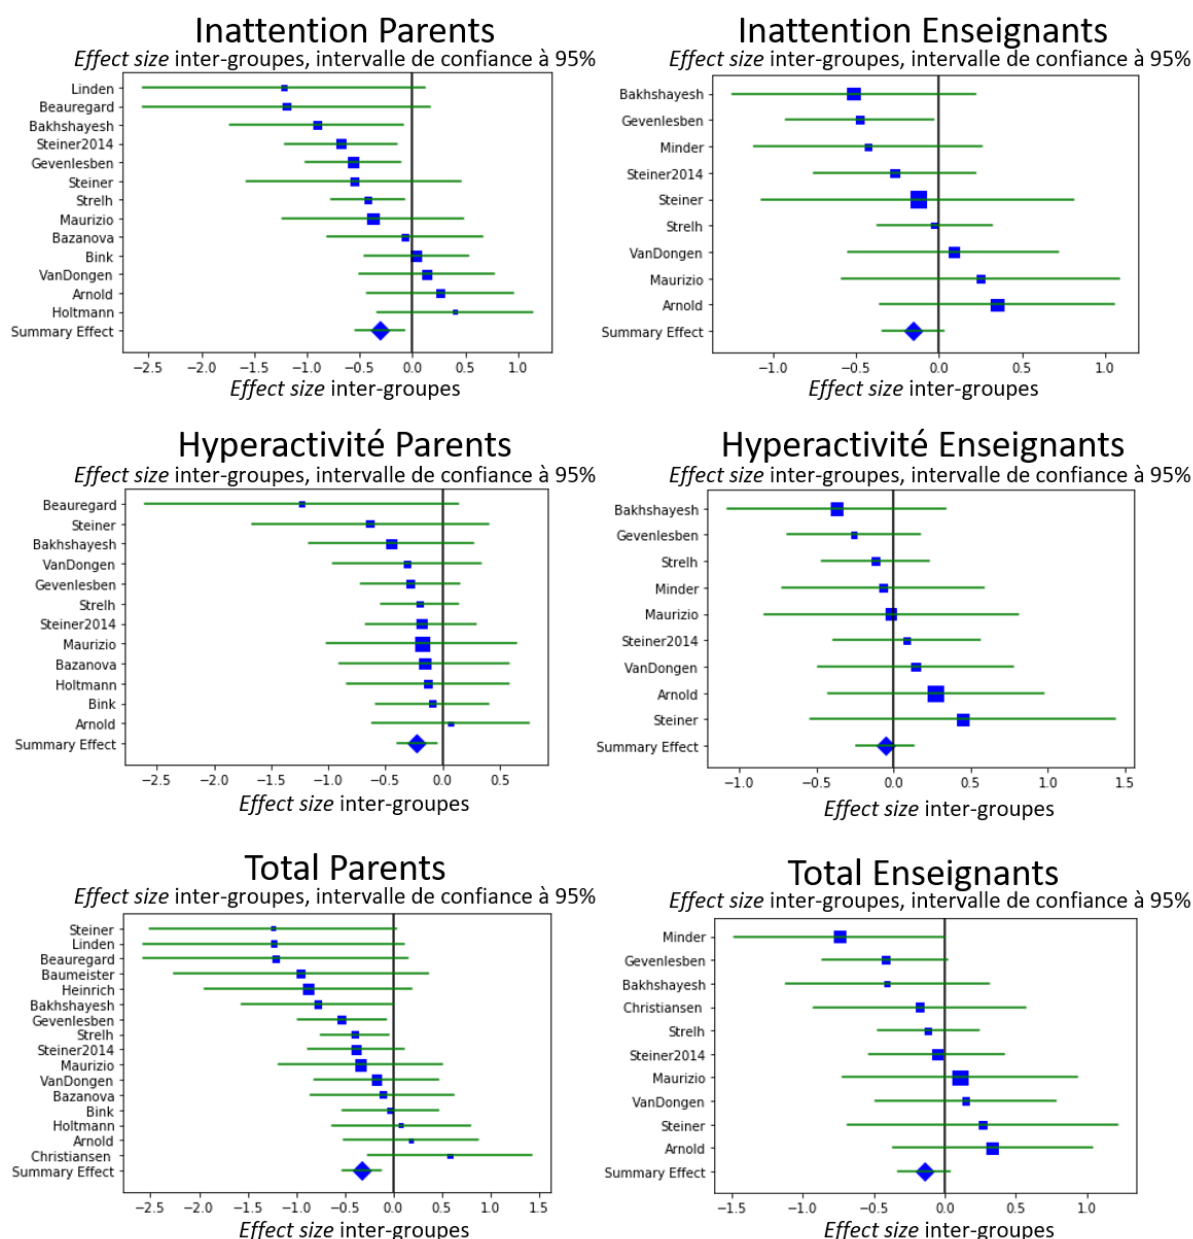 Inattention Parents
Effect size inter-groupes, intervalle de confiance à 95%
Linden
Beauregard
Bakhshayesh
Steiner2014
Gevenlesben
Steiner
Strelh
Maurizio
Bazanova
Bink
VanDongen
Arnold
Holtmann
Summary Effect
−2.5 −2.0 −1.5 −1.0 −0.5 0.0 0.5 1.0
Effect size inter-groupes
Inattention Enseignants
Effect size inter-groupes, intervalle de confiance à 95%
Bakhshayesh
Gevenlesben
Minder
Steiner2014
Steiner
Strelh
VanDongen
Maurizio
Arnold
Summary Effect
−1.0 −0.5 0.0 0.5 1.0
Effect size inter-groupes
Hyperactivité Parents
Effect size inter-groupes, intervalle de confiance à 95%
Beauregard
Steiner
Bakhshayesh
VanDongen
Gevenlesben
Strelh
Steiner2014
Maurizio
Bazanova
Holtmann
Bink
Arnold
Summary Effect
−2.5 −2.0 −1.5 −1.0 −0.5 0.0 0.5
Effect size inter-groupes
Hyperactivité Enseignants
Effect size inter-groupes, intervalle de confiance à 95%
Bakhshayesh
Gevenlesben
Strelh
Minder
Maurizio
Steiner2014
VanDongen
Arnold
Steiner
Summary Effect
−1.0 −0.5 0.0 0.5 1.0 1.5
Effect size inter-groupes
Total Parents
Effect size inter-groupes, intervalle de confiance à 95%
Steiner
Linden
Beauregard
Baumeister
Heinrich
Bakhshayesh
Gevenlesben
Strelh
Steiner2014
Maurizio
VanDongen
Bazanova
Bink
Holtmann
Arnold
Christiansen
Summary Effect
−2.5 −2.0 −1.5 −1.0 −0.5 0.0 0.5 1.0 1.5
Effect size inter-groupes
Total Enseignants
Effect size inter-groupes, intervalle de confiance à 95%
Minder
Gevenlesben
Bakhshayesh
Christiansen
Strelh
Steiner2014
Maurizio
VanDongen
Steiner
Arnold
Summary Effect
−1.5 −1.0 −0.5 0.0 0.5 1.0
Effect size inter-groupes